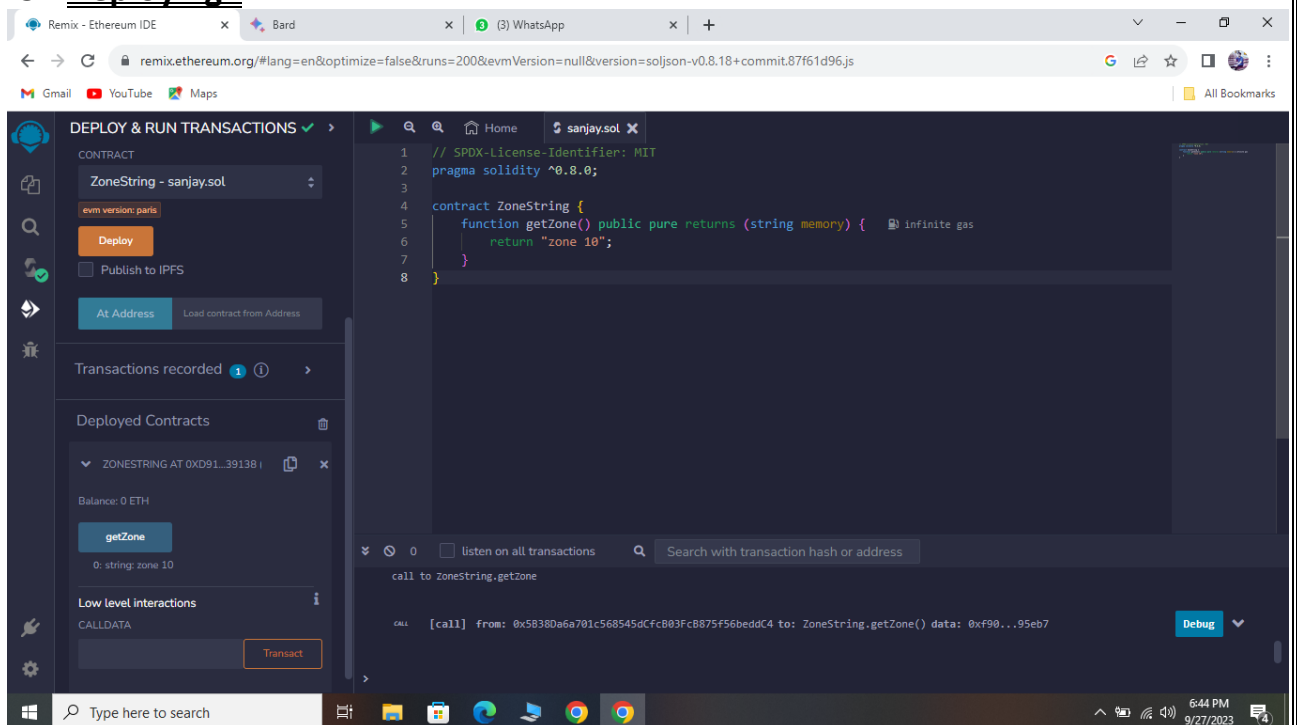 Remix - Ethereum IDE
Bard
(3) WhatsApp
remix.ethereum.org/#lang=en&optimize=false&runs=200&evmVersion=null&version=soljson-v0.8.18+commit.87f61d96.js
Gmail
YouTube
Maps
All Bookmarks
DEPLOY & RUN TRANSACTIONS
CONTRACT
ZoneString - sanjay.sol
evm version: paris
Deploy
Publish to IPFS
At Address
Load contract from Address
Transactions recorded 1
Deployed Contracts
ZONESTRING AT 0XD91...39138 (
Balance: 0 ETH
getZone
0: string: zone 10
Low level interactions
CALLDATA
Transact
Home
sanjay.sol
1 // SPDX-License-Identifier: MIT
2 pragma solidity ^0.8.0;
3
4 contract ZoneString {
5 function getZone() public pure returns (string memory) { infinite gas
6 return "zone 10";
7 }
8 }
0
listen on all transactions
Search with transaction hash or address
call to ZoneString.getZone
CALL [call] from: 0x5B38Da6a701c568545dCfcB03FcB875f56beddC4 to: ZoneString.getZone() data: 0xf90...95eb7
Debug
>
Type here to search
6:44 PM
9/27/2023
4